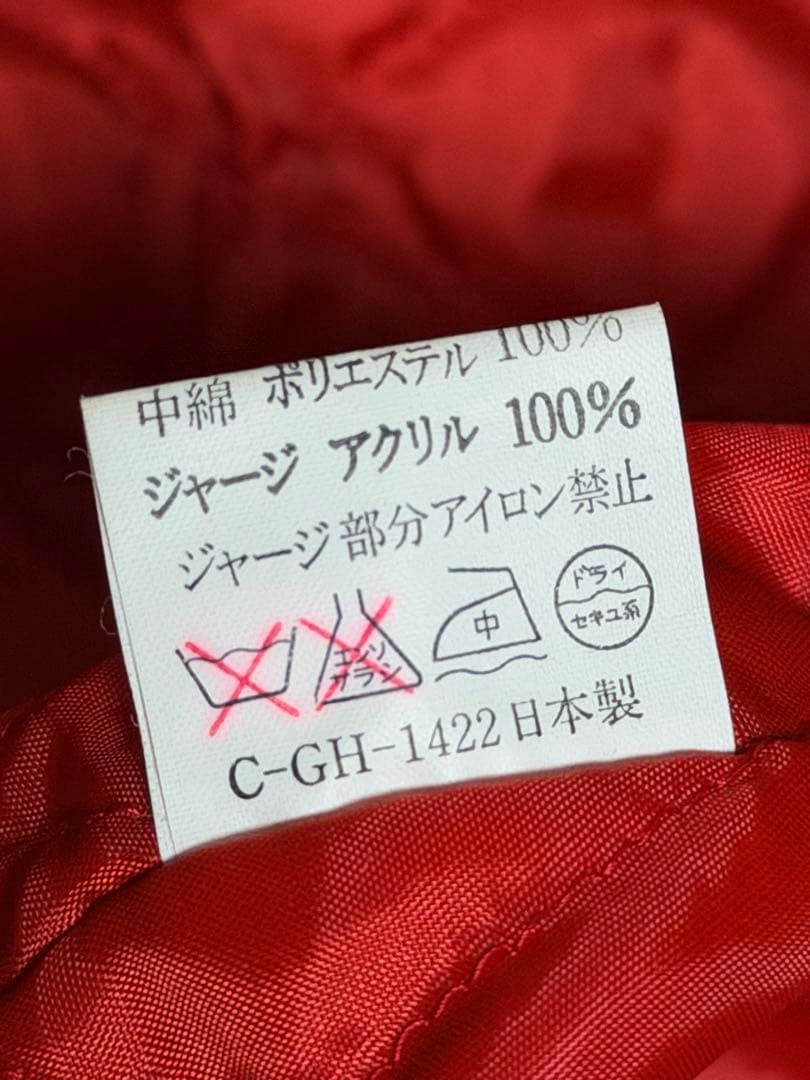 中綿 ポリエステル 100%
ジャージ アクリル 100%
ジャージ部分アイロン禁止
エンソ
サラシ
中
ドライ
セキユ系
C-GH-1422日本製